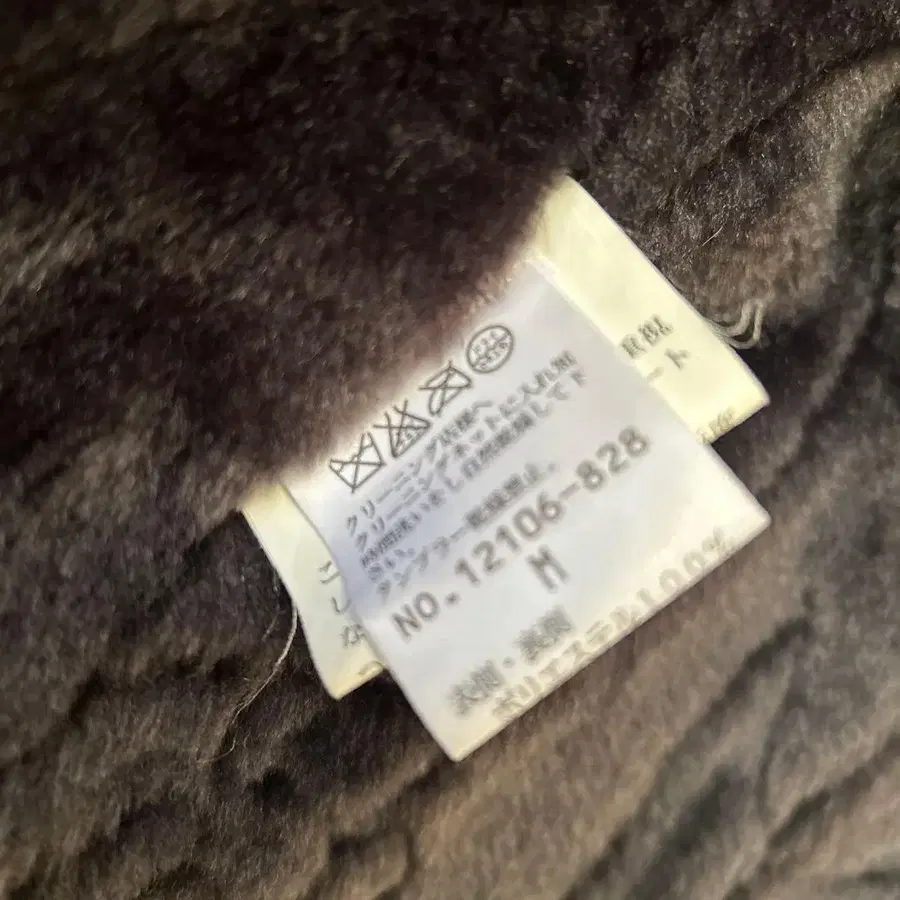 クリーニング店様へ
クリーニングネットに入れ短
時間洗いをし自然乾燥して下
さい。
タンブラー乾燥禁止。
NO.12106-828
M
表側・裏側
ポリエステル100%
ート